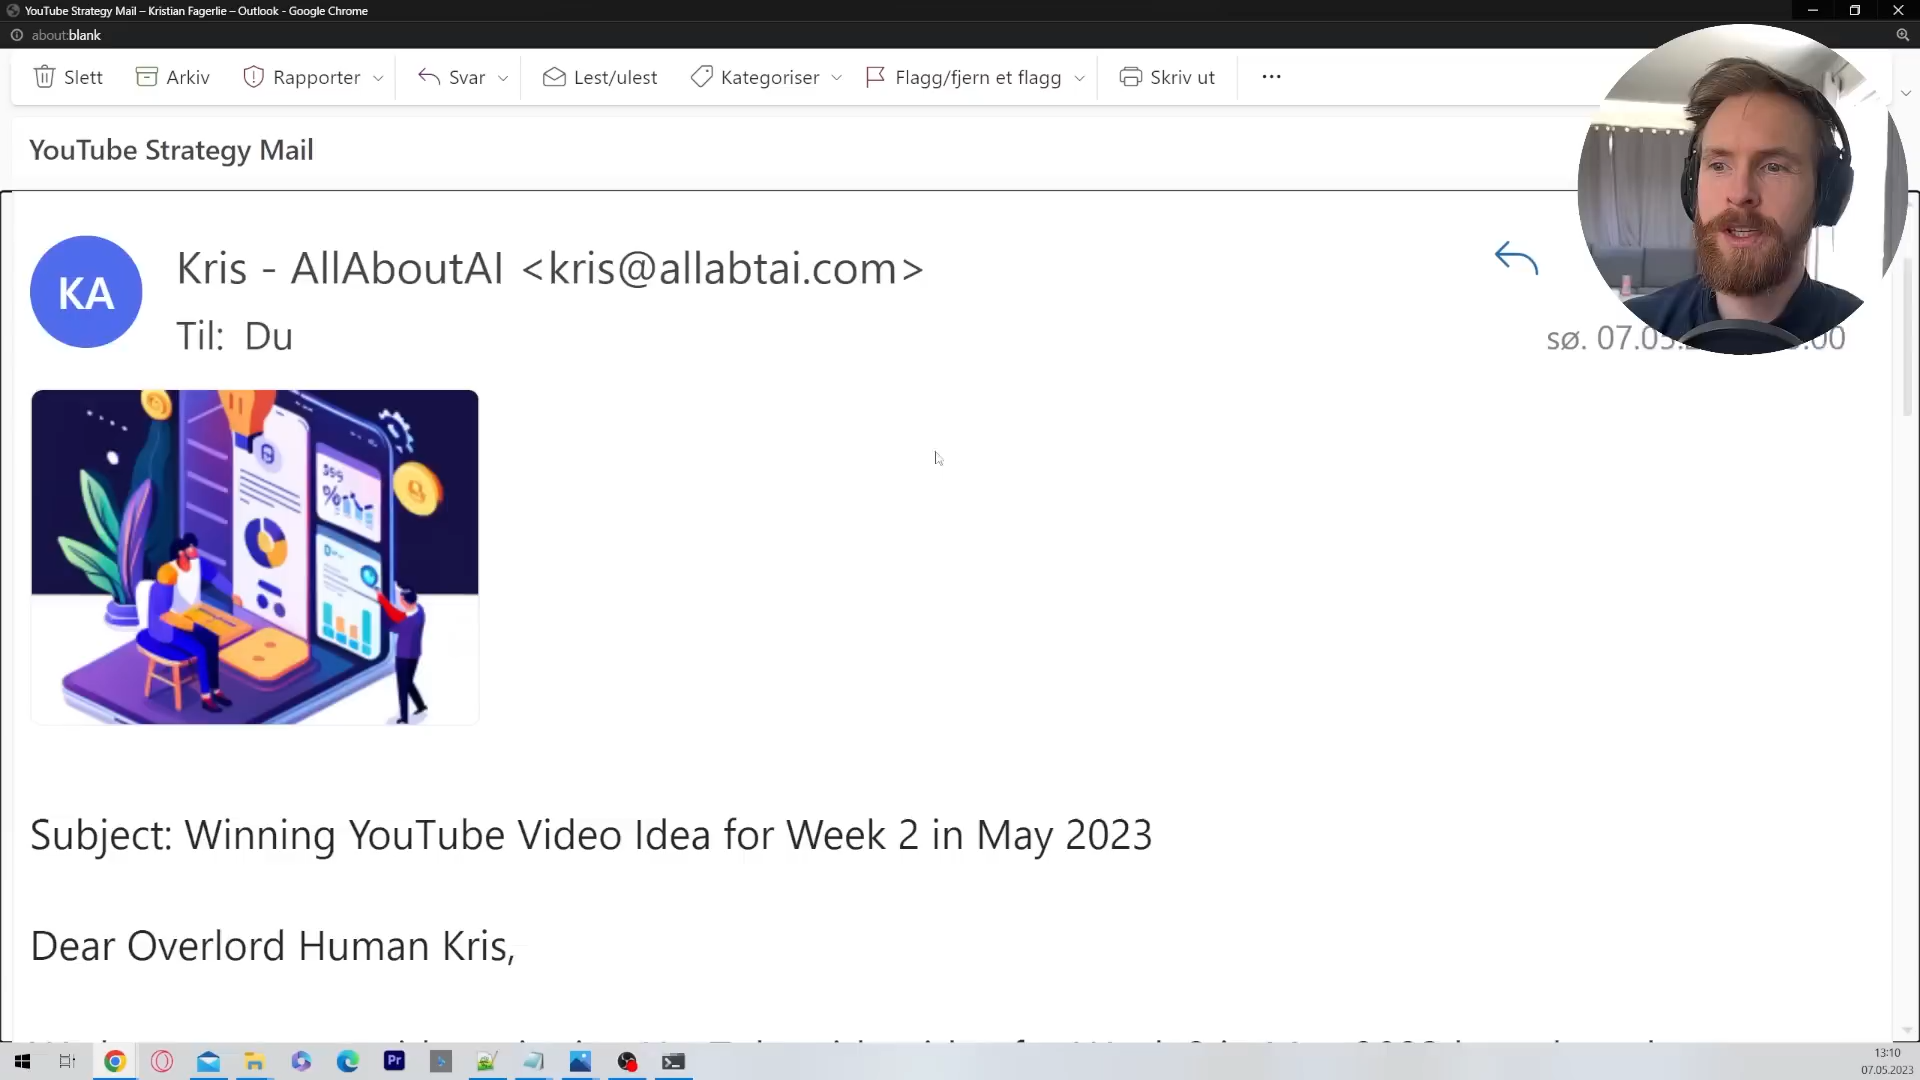 YouTube Strategy Mail – Kristian Fagerlie – Outlook - Google Chrome
about:blank
Slett Arkiv Rapporter Svar Lest/ulest Kategoriser Flagg/fjern et flagg Skriv ut ...
YouTube Strategy Mail
KA
Kris - AllAboutAI <kris@allabtai.com>
Til: Du
sø.
Subject: Winning YouTube Video Idea for Week 2 in May 2023
Dear Overlord Human Kris,
Pr
13:10
07.05.2023